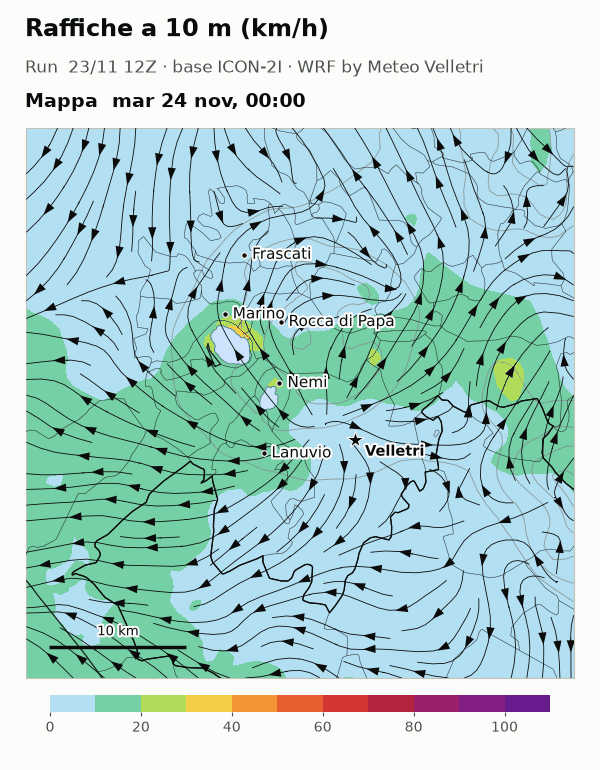 Raffiche a 10 m (km/h)
Run  23/11 12Z · base ICON-2I · WRF by Meteo Velletri
Mappa  mar 24 nov, 00:00
Frascati
Marino
Rocca di Papa
Nemi
Velletri
Lanuvio
10 km
0 20 40 60 80 100